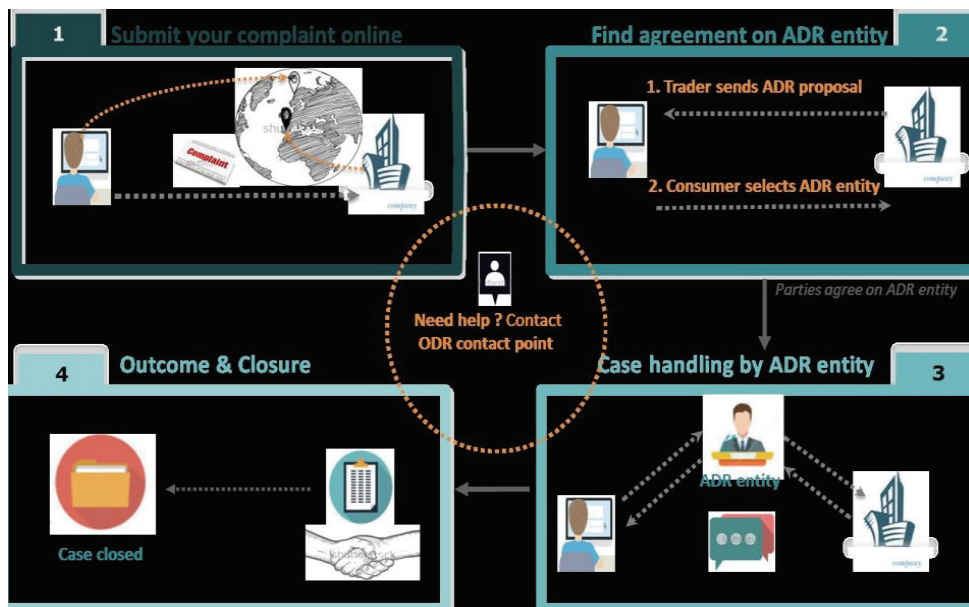 1
Submit your complaint online
Complaint
shu
company
Find agreement on ADR entity
2
1. Trader sends ADR proposal
2. Consumer selects ADR entity
company
Parties agree on ADR entity
Need help ? Contact
ODR contact point
4
Outcome & Closure
Case closed
Case handling by ADR entity
3
ADR entity
company